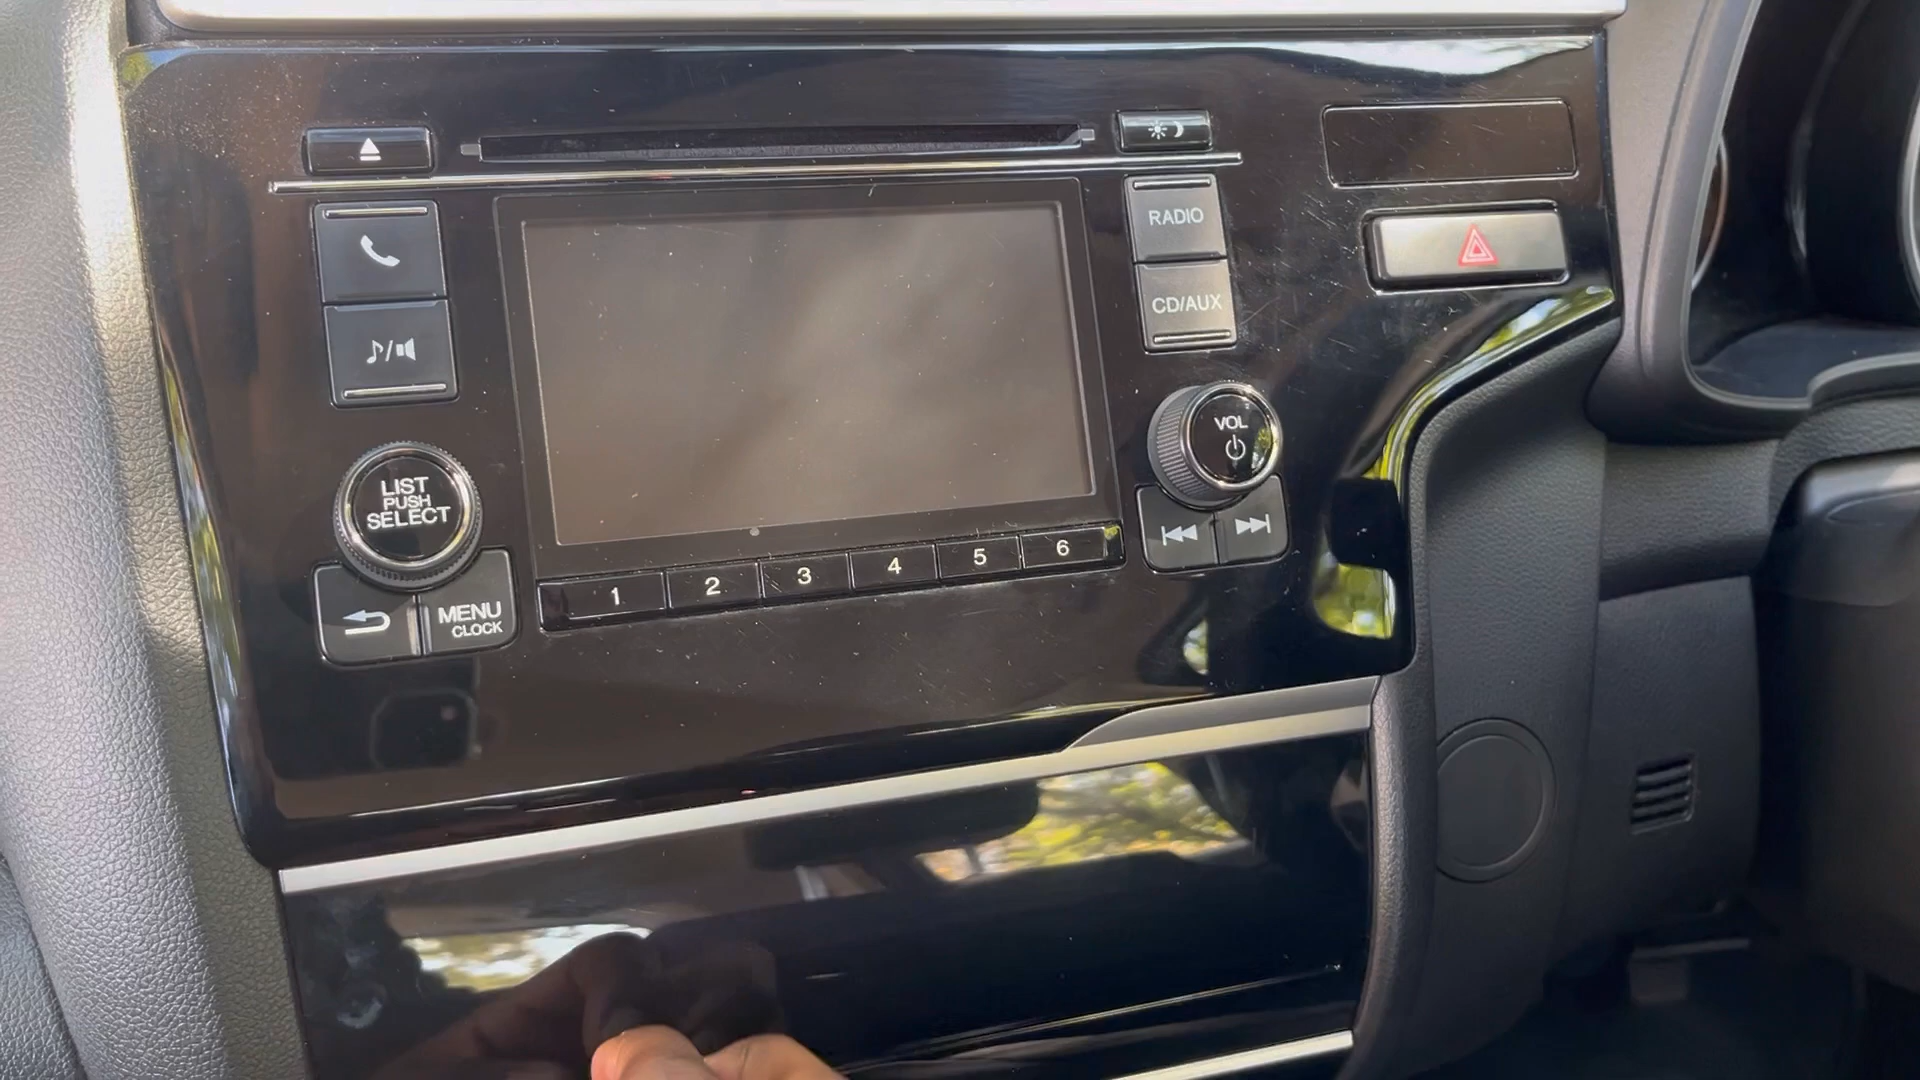 RADIO
CD/AUX
VOL
LIST
PUSH
SELECT
1 2 3 4 5 6
MENU
CLOCK